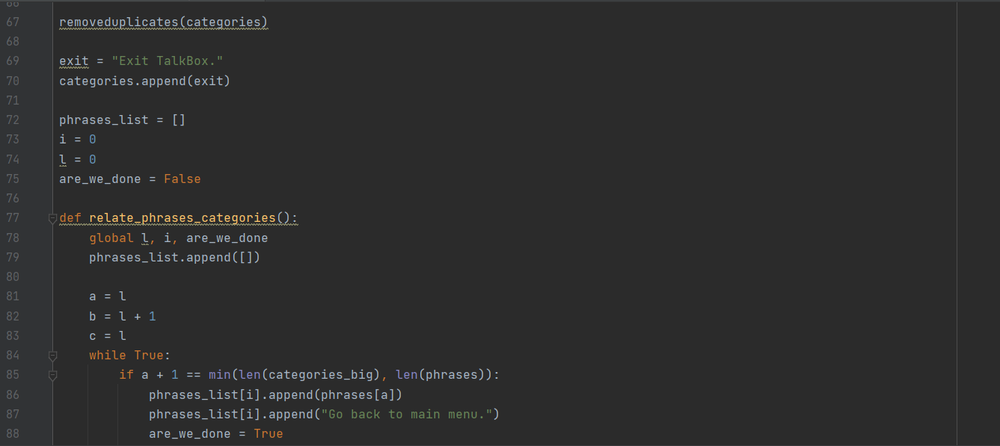 66
67 removeduplicates(categories)
68
69 exit = "Exit TalkBox."
70 categories.append(exit)
71
72 phrases_list = []
73 i = 0
74 l = 0
75 are_we_done = False
76
77 def relate_phrases_categories():
78     global l, i, are_we_done
79     phrases_list.append([])
80
81     a = l
82     b = l + 1
83     c = l
84     while True:
85         if a + 1 == min(len(categories_big), len(phrases)):
86             phrases_list[i].append(phrases[a])
87             phrases_list[i].append("Go back to main menu.")
88             are_we_done = True